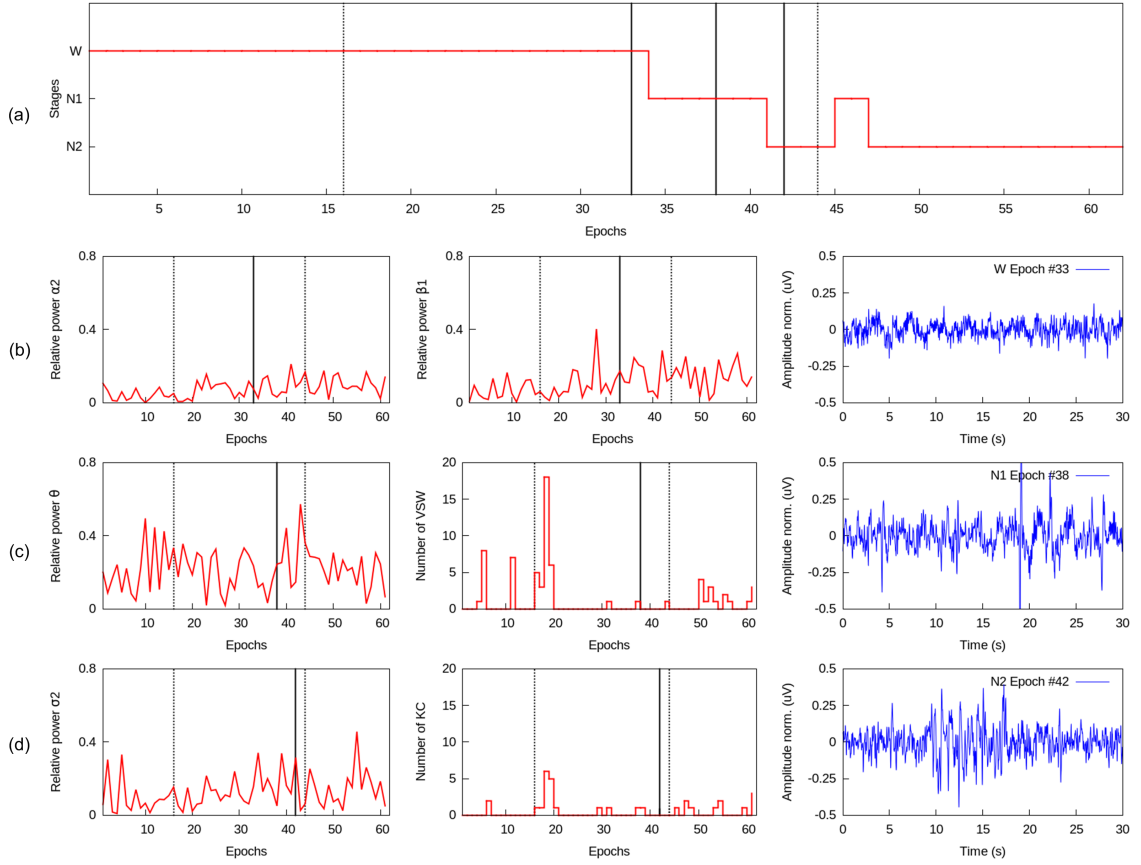 (a)
Stages
W
N1
N2
5 10 15 20 25 30 35 40 45 50 55 60
Epochs
(b)
Relative power α2
0.8
0.4
0
10 20 30 40 50 60
Epochs
Relative power β1
0.8
0.4
0
10 20 30 40 50 60
Epochs
Amplitude norm. (uV)
0.5
0.25
0
-0.25
-0.5
W Epoch #33
0 5 10 15 20 25 30
Time (s)
(c)
Relative power θ
0.8
0.4
0
10 20 30 40 50 60
Epochs
Number of VSW
20
15
10
5
0
10 20 30 40 50 60
Epochs
Amplitude norm. (uV)
0.5
0.25
0
-0.25
-0.5
N1 Epoch #38
0 5 10 15 20 25 30
Time (s)
(d)
Relative power σ2
0.8
0.4
0
10 20 30 40 50 60
Epochs
Number of KC
20
15
10
5
0
10 20 30 40 50 60
Epochs
Amplitude norm. (uV)
0.5
0.25
0
-0.25
-0.5
N2 Epoch #42
0 5 10 15 20 25 30
Time (s)